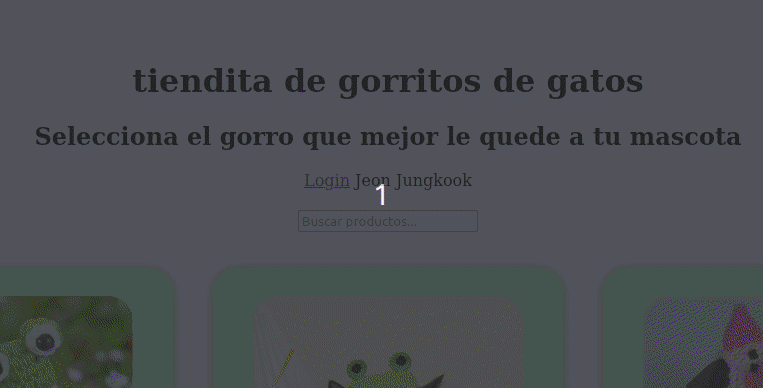 tiendita de gorritos de gatos
Selecciona el gorro que mejor le quede a tu mascota
Login Jeon Jungkook
1
Buscar productos...